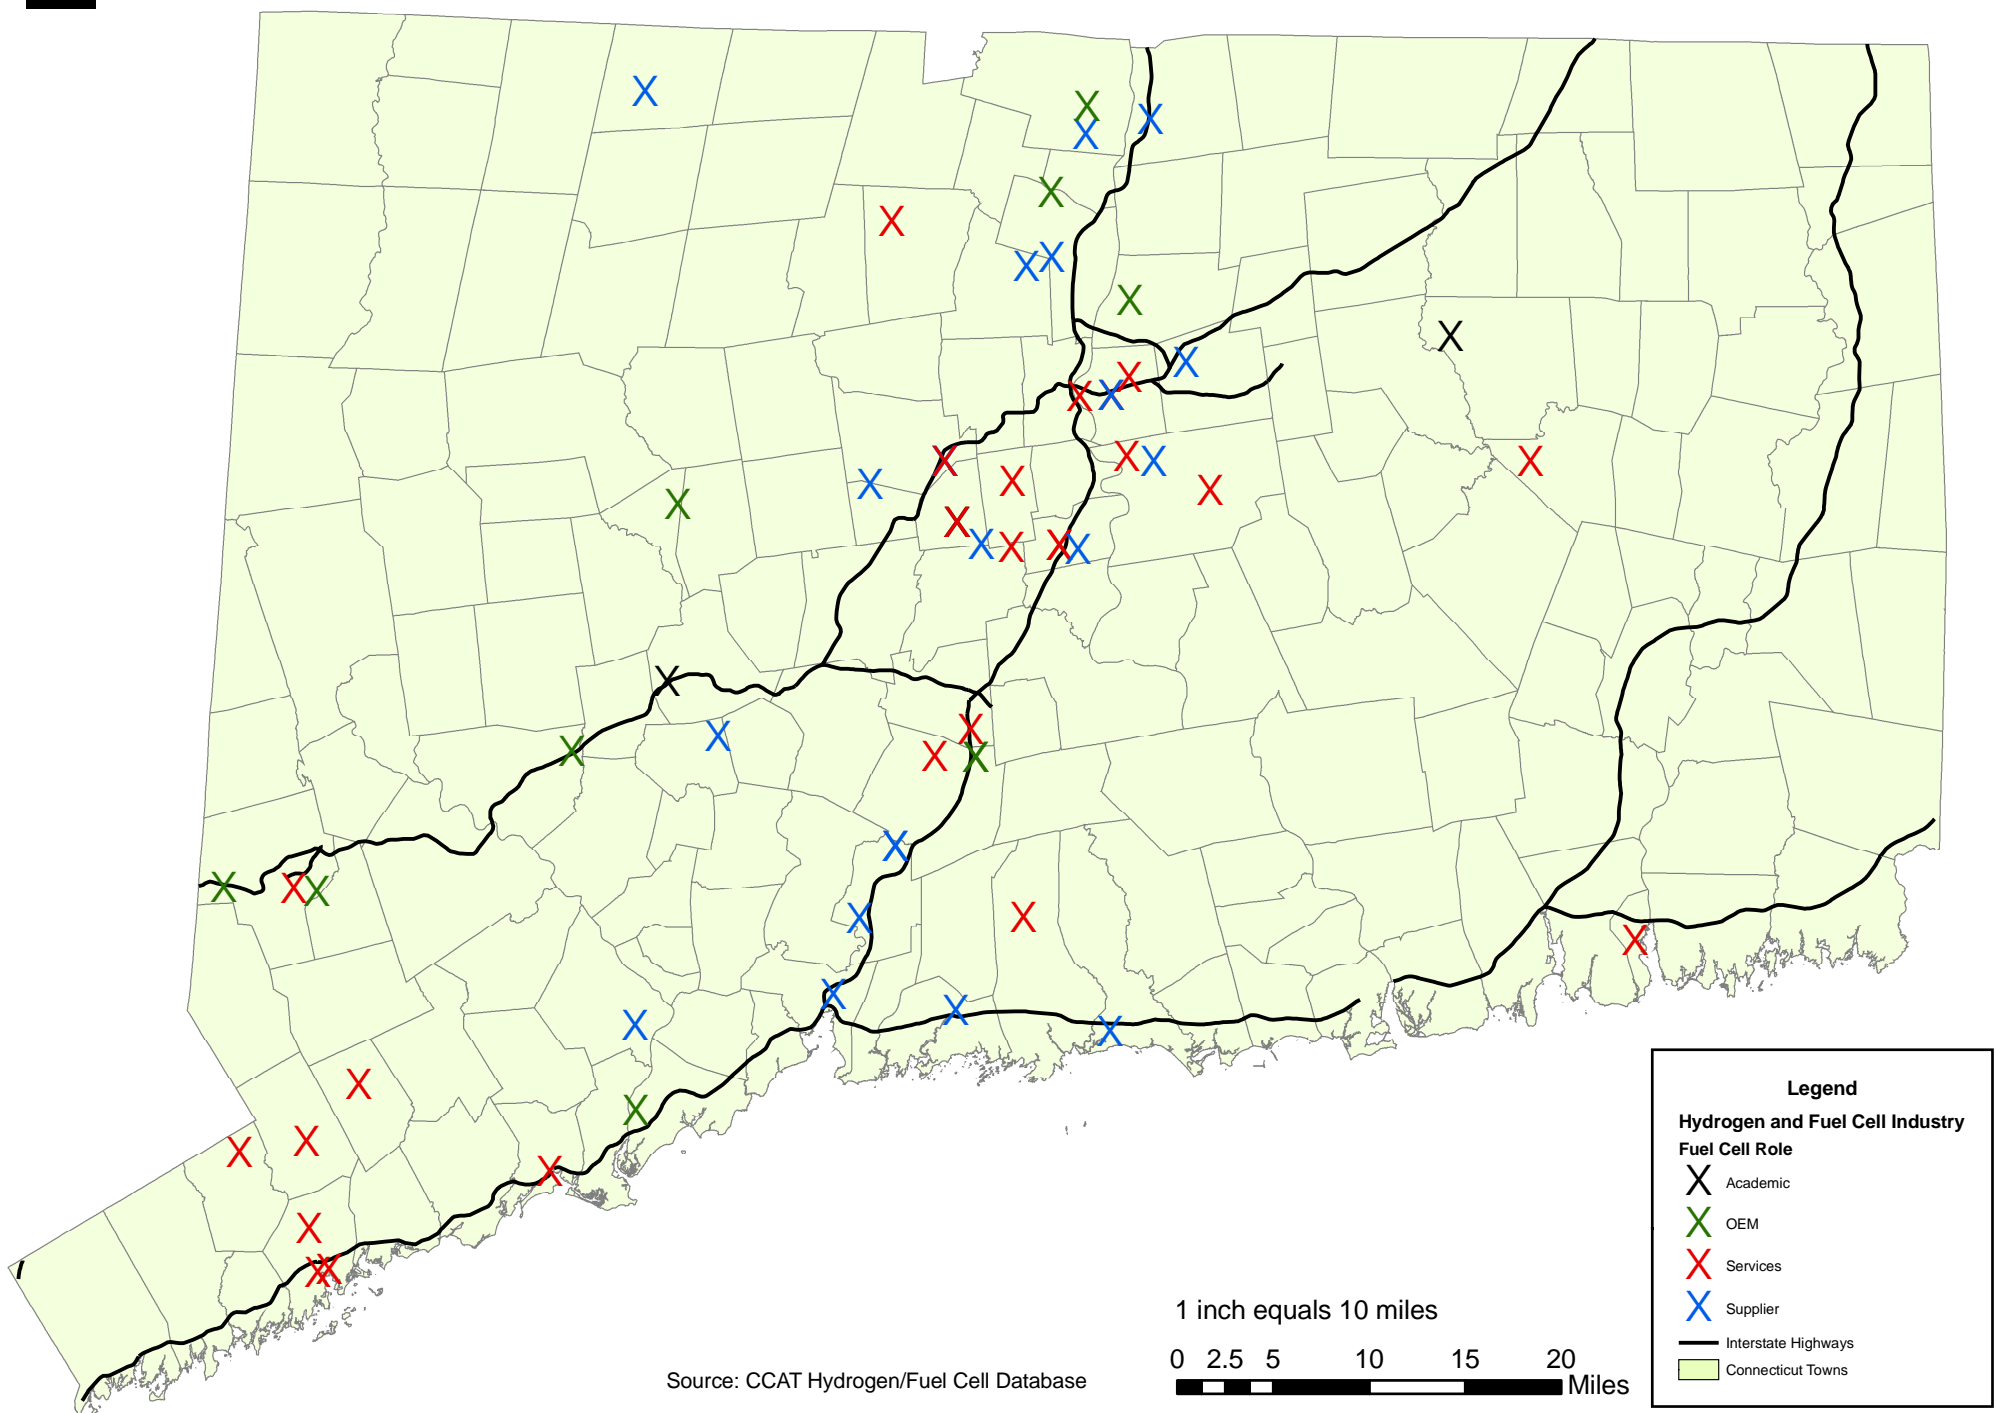 Legend
Hydrogen and Fuel Cell Industry
Fuel Cell Role
Academic
OEM
Services
Supplier
Interstate Highways
Connecticut Towns
1 inch equals 10 miles
0 2.5 5 10 15 20
Miles
Source: CCAT Hydrogen/Fuel Cell Database